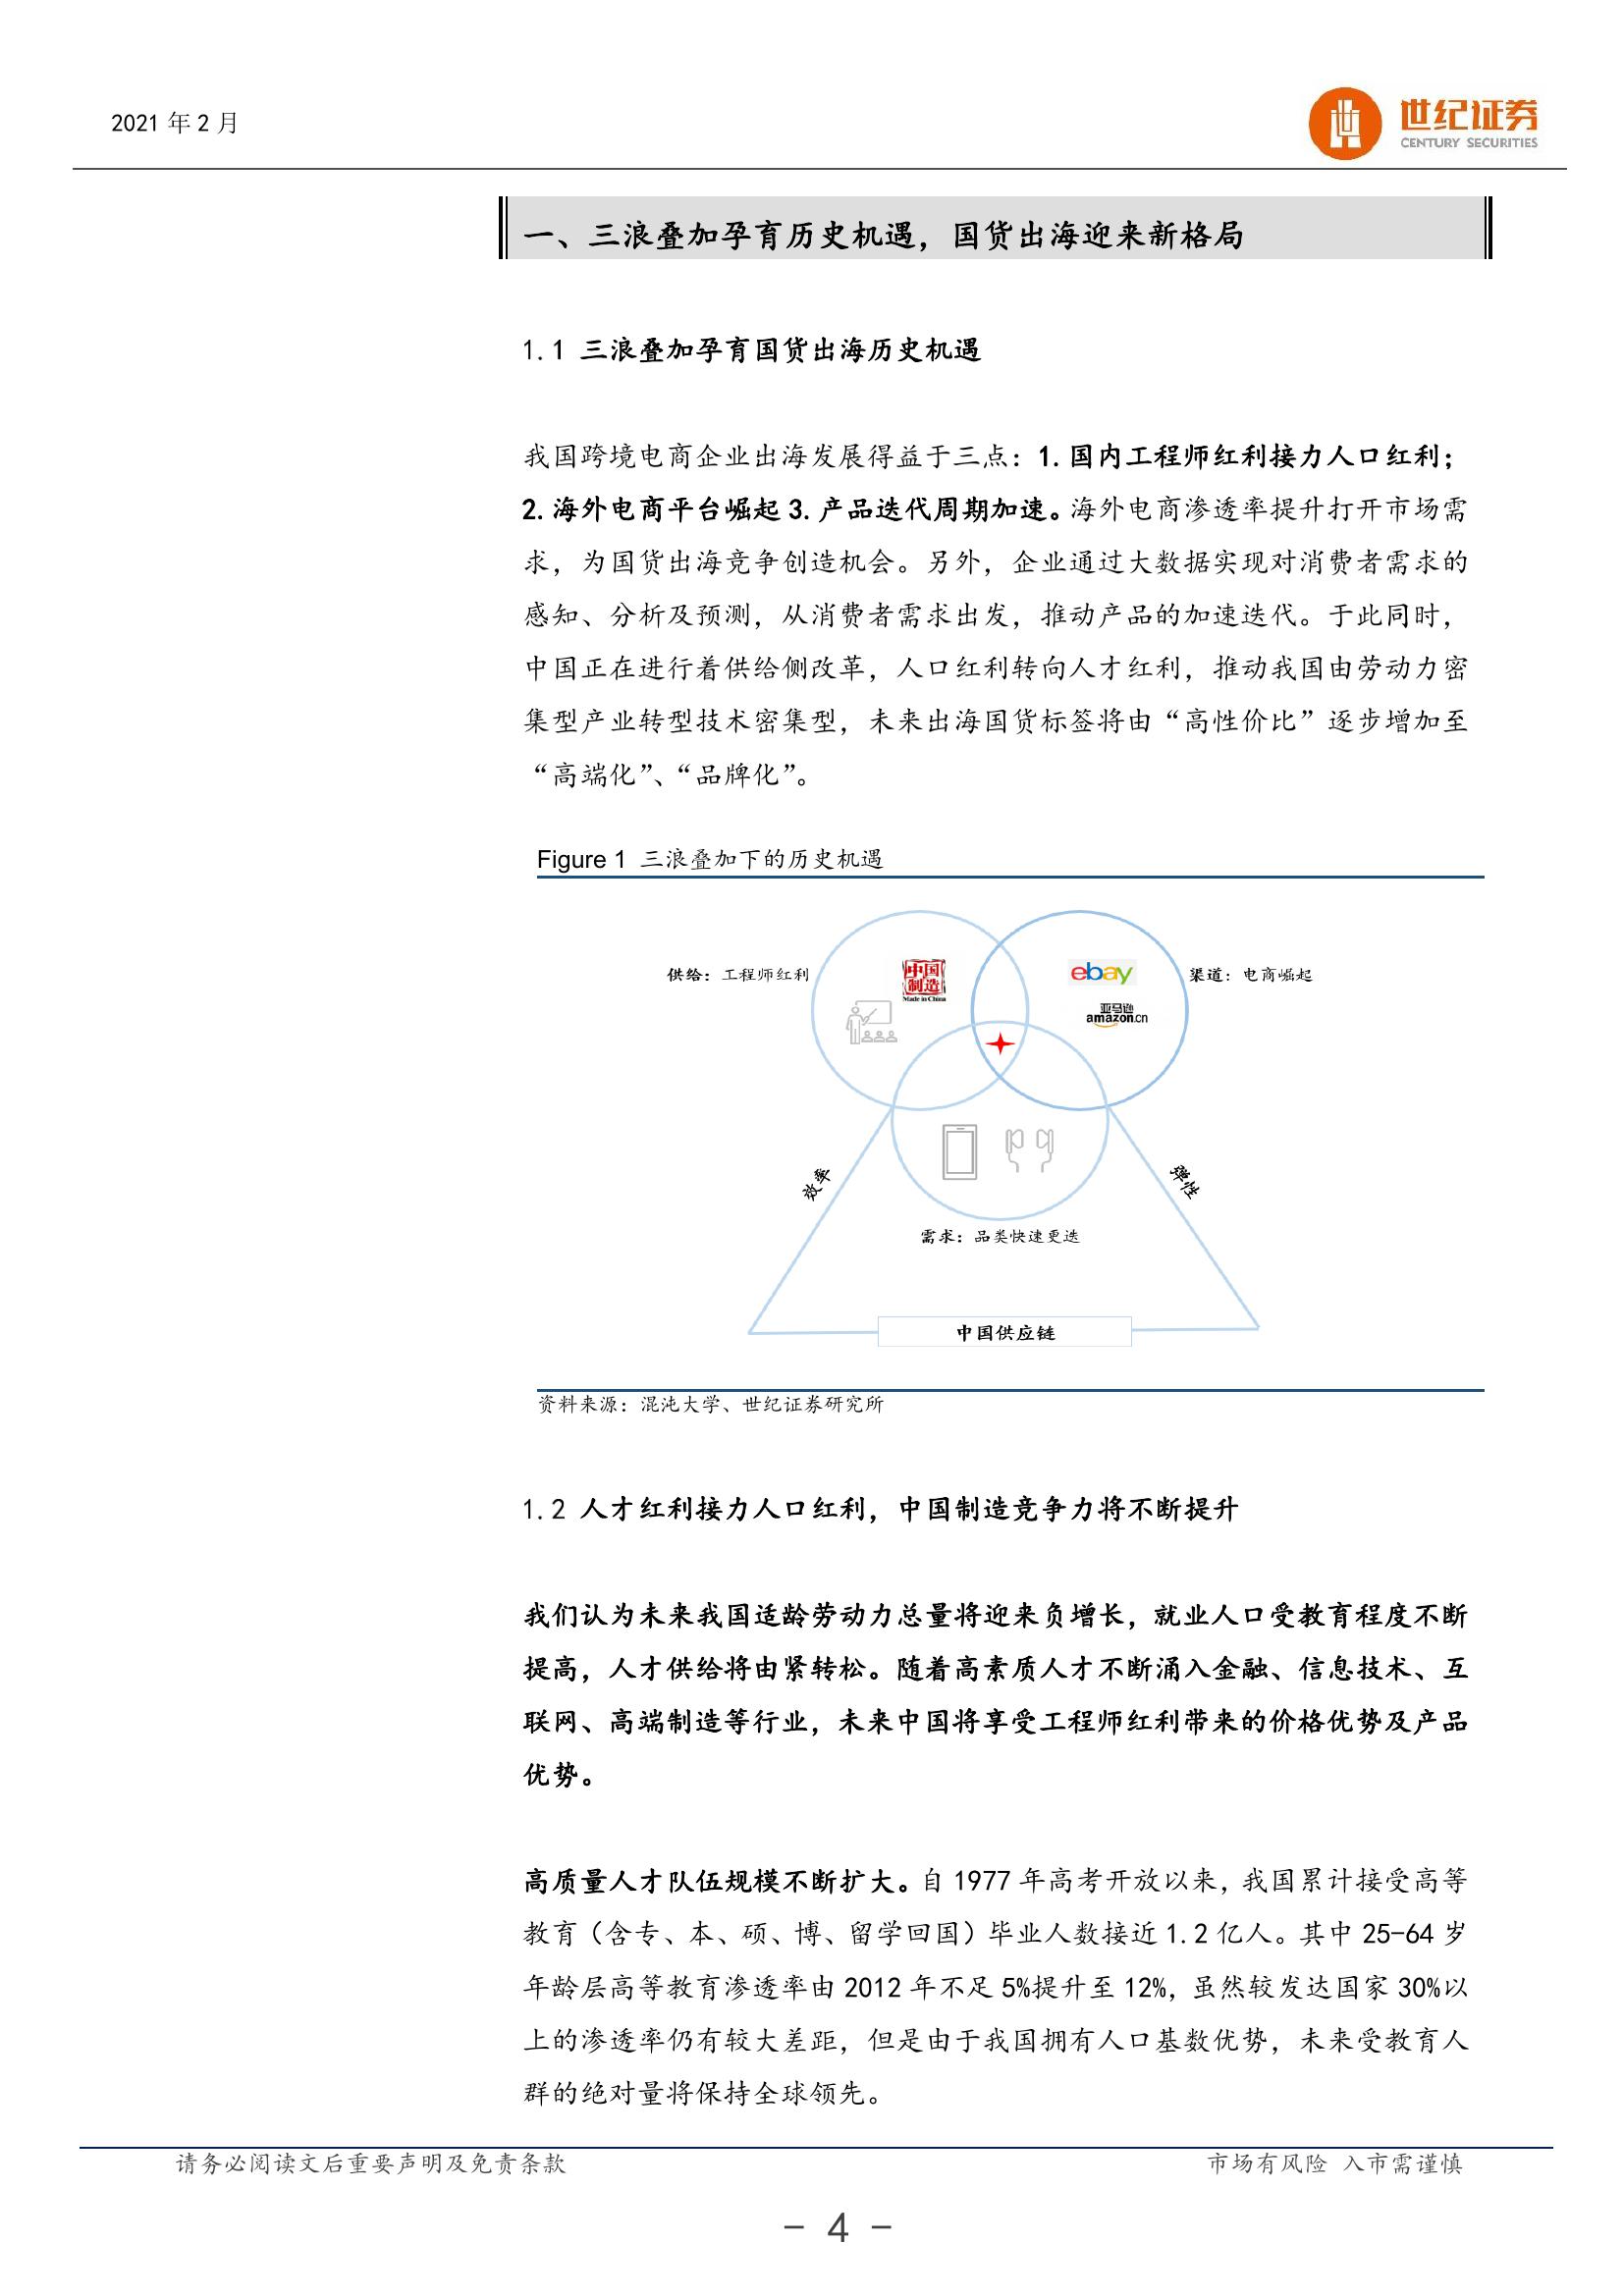 2021 年 2 月
世纪证券
CENTURY SECURITIES
一、三浪叠加孕育历史机遇，国货出海迎来新格局
1.1 三浪叠加孕育国货出海历史机遇
我国跨境电商企业出海发展得益于三点：1.国内工程师红利接力人口红利；
2.海外电商平台崛起 3.产品迭代周期加速。海外电商渗透率提升打开市场需
求，为国货出海竞争创造机会。另外，企业通过大数据实现对消费者需求的
感知、分析及预测，从消费者需求出发，推动产品的加速迭代。于此同时，
中国正在进行着供给侧改革，人口红利转向人才红利，推动我国由劳动力密
集型产业转型技术密集型，未来出海国货标签将由“高性价比”逐步增加至
“高端化”、“品牌化”。
Figure 1 三浪叠加下的历史机遇
供给：工程师红利
中国
制造
Made in China
ebay
渠道：电商崛起
亚马逊
amazon.cn
效率
弹性
需求：品类快速更迭
中国供应链
资料来源：混沌大学、世纪证券研究所
1.2 人才红利接力人口红利，中国制造竞争力将不断提升
我们认为未来我国适龄劳动力总量将迎来负增长，就业人口受教育程度不断
提高，人才供给将由紧转松。随着高素质人才不断涌入金融、信息技术、互
联网、高端制造等行业，未来中国将享受工程师红利带来的价格优势及产品
优势。
高质量人才队伍规模不断扩大。自 1977 年高考开放以来，我国累计接受高等
教育（含专、本、硕、博、留学回国）毕业人数接近 1.2 亿人。其中 25-64 岁
年龄层高等教育渗透率由 2012 年不足 5%提升至 12%，虽然较发达国家 30%以
上的渗透率仍有较大差距，但是由于我国拥有人口基数优势，未来受教育人
群的绝对量将保持全球领先。
请务必阅读文后重要声明及免责条款
市场有风险 入市需谨慎
- 4 -